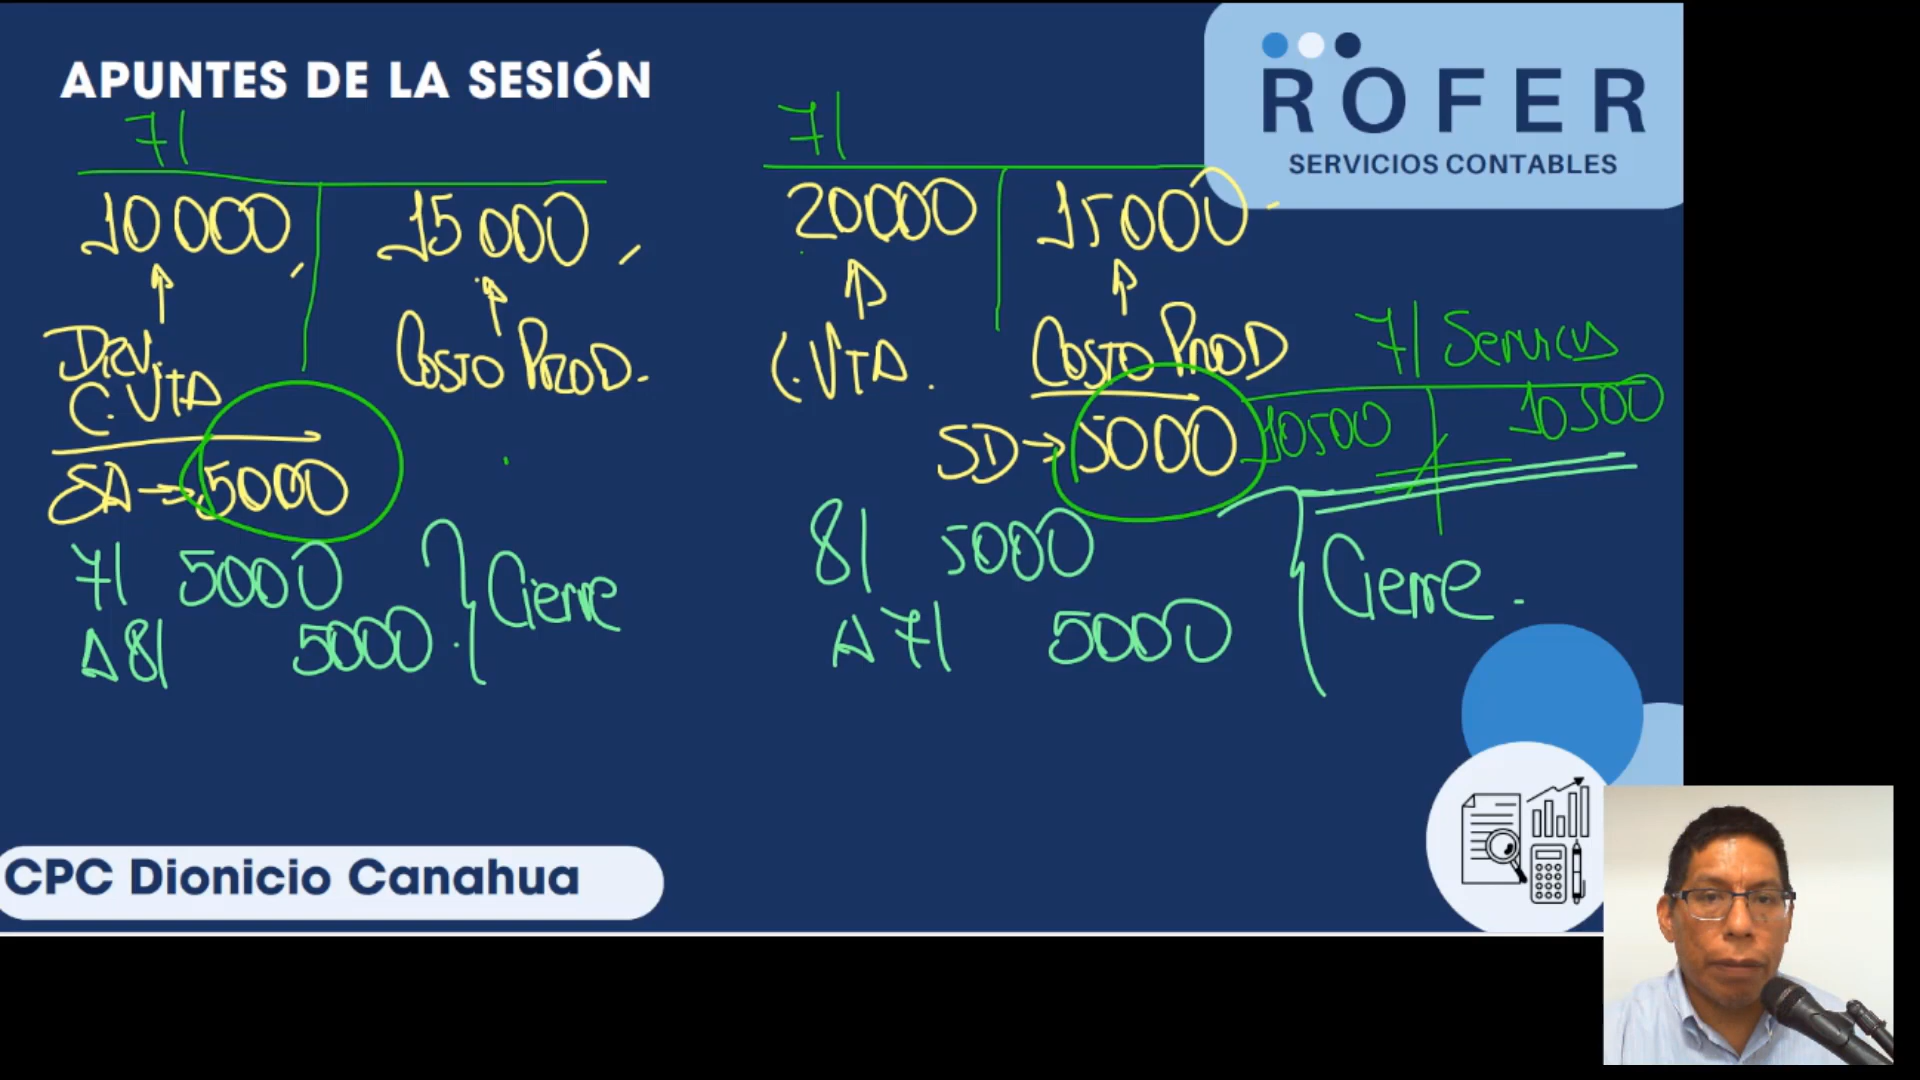 APUNTES DE LA SESIÓN
ROFER
SERVICIOS CONTABLES
71
10000
15000
C.VTA
COSTO PROD.
SA → 5000
71 5000
A 81 5000
Cierre
71
20000
15000
C.VTA.
COSTO PROD
SD → 5000
81 5000
A 71 5000
Cierre.
71 Servicios
10500
10500
CPC Dionicio Canahua